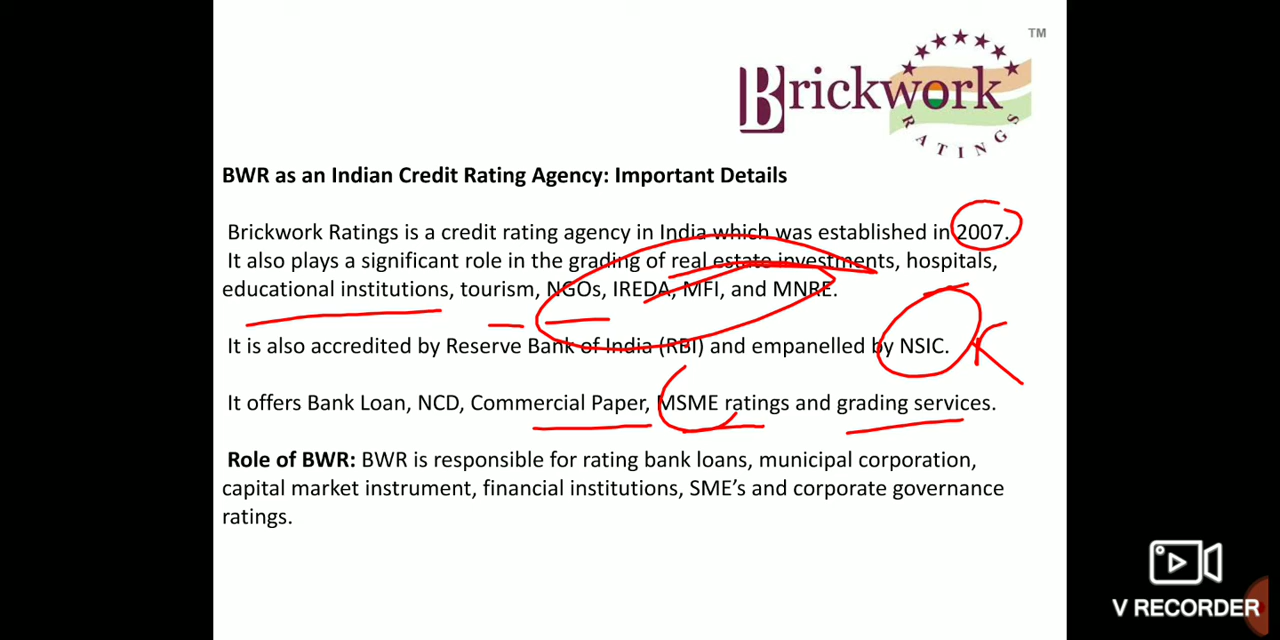 TM
Brickwork
RATINGS
BWR as an Indian Credit Rating Agency: Important Details
Brickwork Ratings is a credit rating agency in India which was established in 2007.
It also plays a significant role in the grading of real estate investments, hospitals,
educational institutions, tourism, NGOs, IREDA, MFI, and MNRE.
It is also accredited by Reserve Bank of India (RBI) and empanelled by NSIC.
It offers Bank Loan, NCD, Commercial Paper, MSME ratings and grading services.
Role of BWR: BWR is responsible for rating bank loans, municipal corporation,
capital market instrument, financial institutions, SME's and corporate governance
ratings.
V RECORDER